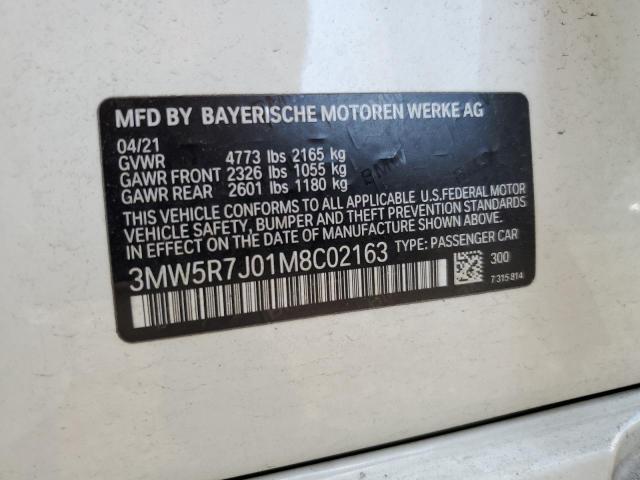 MFD BY BAYERISCHE MOTOREN WERKE AG
04/21
GVWR 4773 lbs 2165 kg
GAWR FRONT 2326 lbs 1055 kg
GAWR REAR 2601 lbs 1180 kg
THIS VEHICLE CONFORMS TO ALL APPLICABLE U.S.FEDERAL MOTOR
VEHICLE SAFETY, BUMPER AND THEFT PREVENTION STANDARDS
IN EFFECT ON THE DATE OF MANUFACTURE SHOWN ABOVE.
3MW5R7J01M8C02163 TYPE: PASSENGER CAR
300
7 315 814